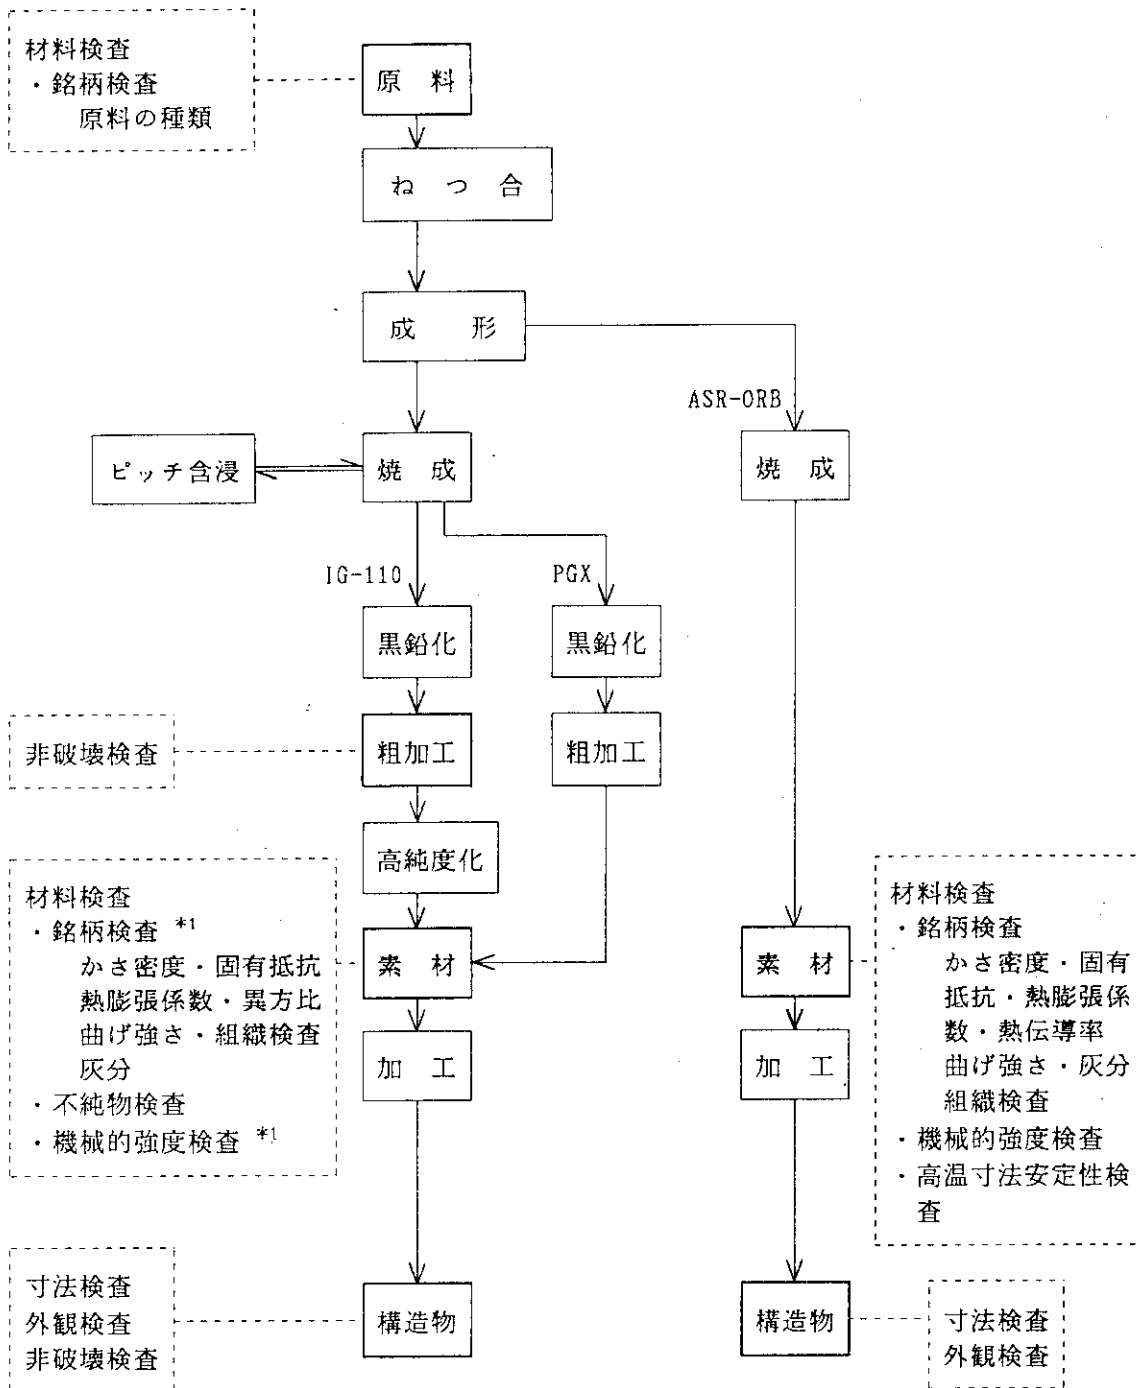 材料検査
・銘柄検査
原料の種類
原　料
ねつ合
成　形
ASR-ORB
ピッチ含浸
焼　成
焼　成
IG-110
PGX
黒鉛化
黒鉛化
非破壊検査
粗加工
粗加工
高純度化
材料検査
・銘柄検査 *1
かさ密度・固有抵抗
熱膨張係数・異方比
曲げ強さ・組織検査
灰分
・不純物検査
・機械的強度検査 *1
素　材
加　工
素　材
加　工
材料検査
・銘柄検査
かさ密度・固有
抵抗・熱膨張係
数・熱伝導率
曲げ強さ・灰分
組織検査
・機械的強度検査
・高温寸法安定性検
査
寸法検査
外観検査
非破壊検査
構造物
構造物
寸法検査
外観検査